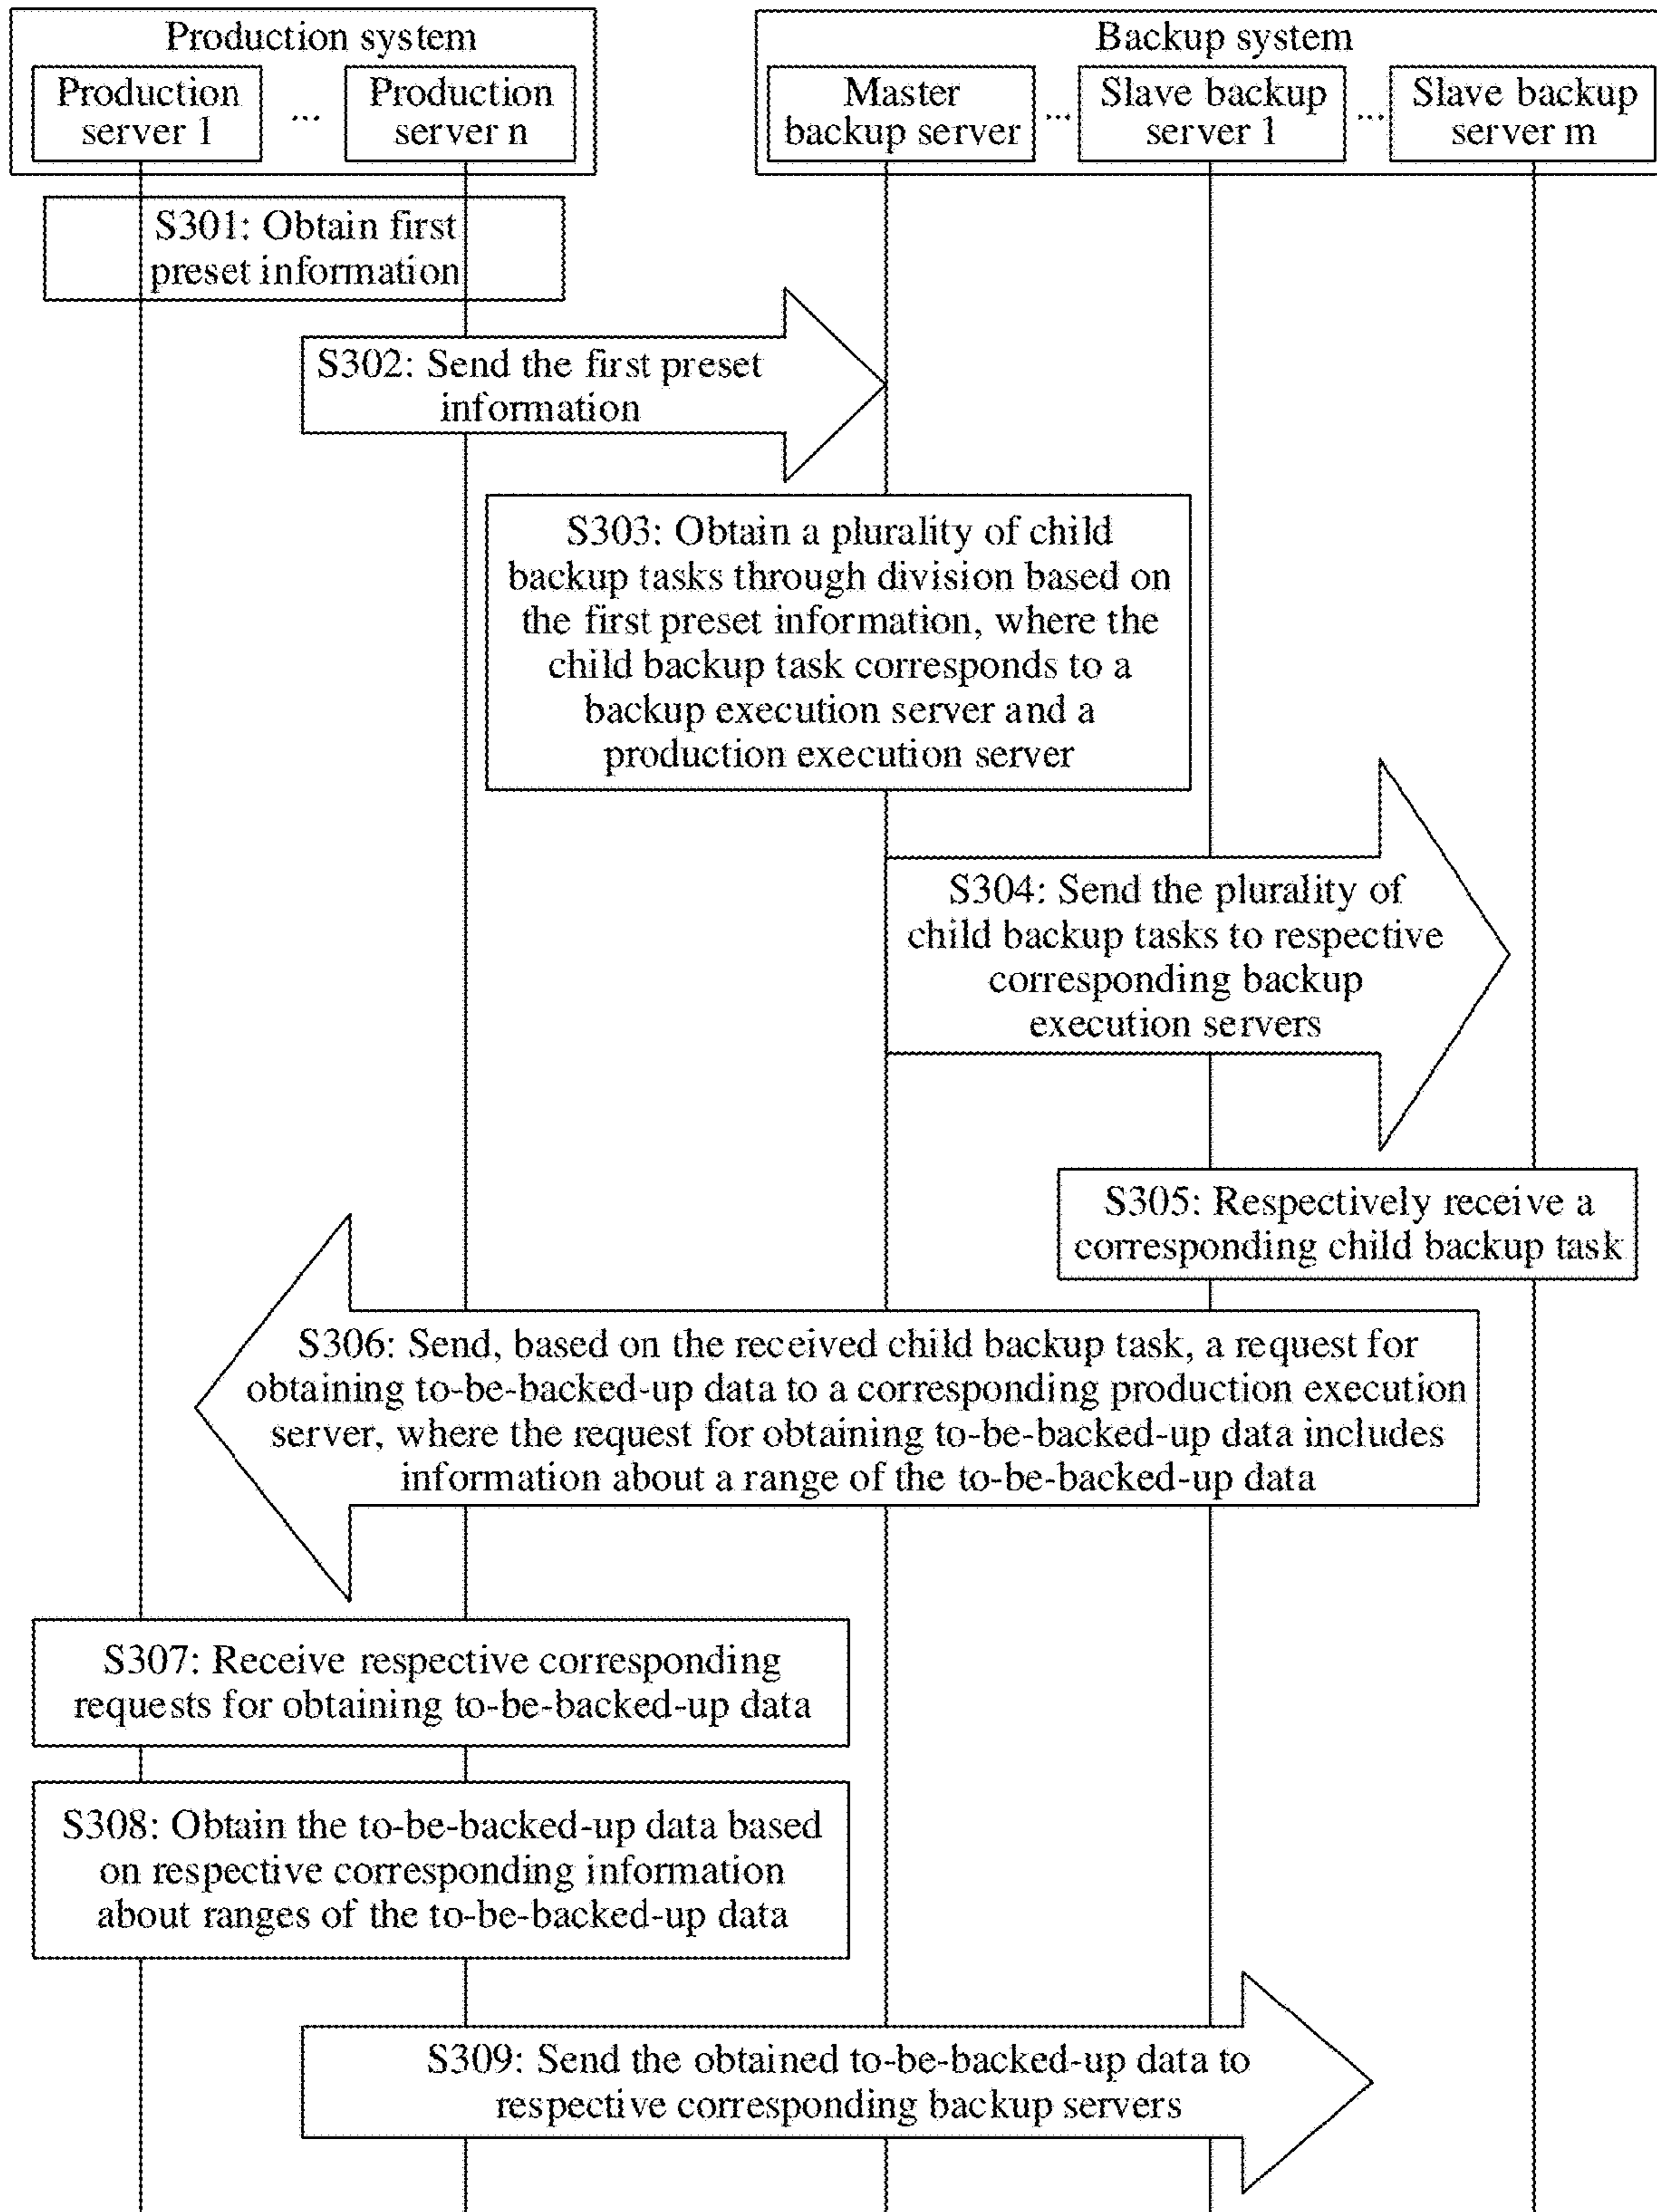 Production system
Production
server 1
...
Production
server n
Backup system
Master
backup server
...
Slave backup
server 1
...
Slave backup
server m
S301: Obtain first
preset information
S302: Send the first preset
information
S303: Obtain a plurality of child
backup tasks through division based on
the first preset information, where the
child backup task corresponds to a
backup execution server and a
production execution server
S304: Send the plurality of
child backup tasks to respective
corresponding backup
execution servers
S305: Respectively receive a
corresponding child backup task
S306: Send, based on the received child backup task, a request for
obtaining to-be-backed-up data to a corresponding production execution
server, where the request for obtaining to-be-backed-up data includes
information about a range of the to-be-backed-up data
S307: Receive respective corresponding
requests for obtaining to-be-backed-up data
S308: Obtain the to-be-backed-up data based
on respective corresponding information
about ranges of the to-be-backed-up data
S309: Send the obtained to-be-backed-up data to
respective corresponding backup servers